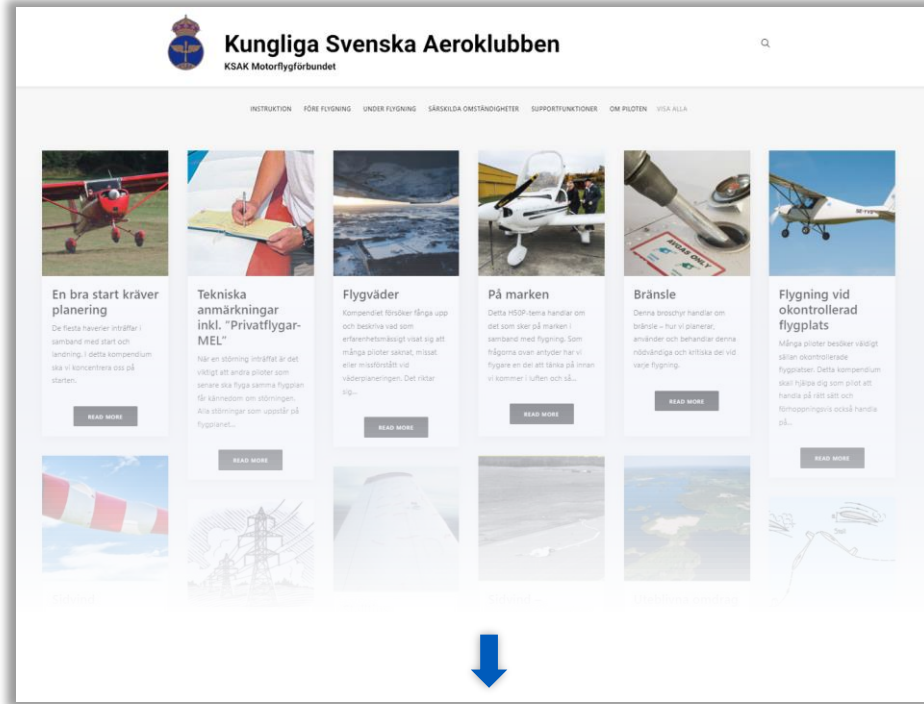 Kungliga Svenska Aeroklubben
KSAK Motorflygförbundet
INSTRUKTION FÖRE FLYGNING UNDER FLYGNING SÄRSKILDA OMSTÄNDIGHETER SUPPORTFUNKTIONER OM PILOTEN VISA ALLA
En bra start kräver
planering
De flesta haverier inträffar i
samband med start och
landning. I detta kompendium
ska vi koncentrera oss på
starten.
READ MORE
Tekniska
anmärkningar
inkl. "Privatflygar-
MEL"
När en störning inträffat är det
viktigt att andra piloter som
senare ska flyga samma flygplan
får kännedom om störningen.
Alla störningar som uppstår på
flygplanet...
READ MORE
Flygväder
Kompendiet försöker fånga upp
och beskriva vad som
erfarenhetsmässigt visat sig att
många piloter saknat, missat
eller missförstått vid
väderplaneringen. Det riktar
sig...
READ MORE
På marken
Detta H50P-tema handlar om
det som sker på marken i
samband med flygning. Som
frågorna ovan antyder har vi
flygare en del att tänka på innan
vi kommer i luften och så...
READ MORE
AVGAS ONLY
Bränsle
Denna broschyr handlar om
bränsle – hur vi planerar,
använder och behandlar denna
nödvändiga och kritiska del vid
varje flygning.
READ MORE
Flygning vid
okontrollerad
flygplats
Många piloter besöker väldigt
sällan okontrollerade
flygplatser. Detta kompendium
skall hjälpa dig som pilot att
handla på rätt sätt och
förhoppningsvis också handla
på...
READ MORE